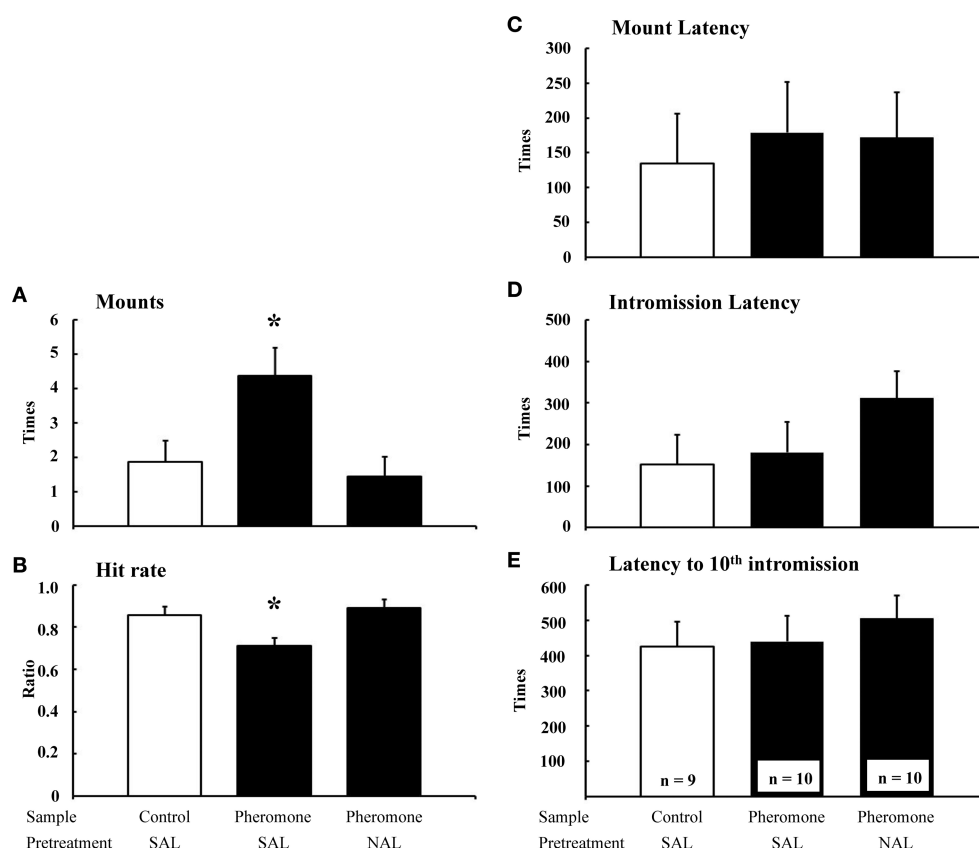 A
Mounts
6
5
4
3
2
1
0
Times
*
B
Hit rate
1.0
0.8
0.6
0.4
0.2
0
Ratio
*
Sample Control Pheromone Pheromone
Pretreatment SAL SAL NAL
C
Mount Latency
300
250
200
150
100
50
0
Times
D
Intromission Latency
500
400
300
200
100
0
Times
E
Latency to 10th intromission
600
500
400
300
200
100
Times
n = 9 n = 10 n = 10
Sample Control Pheromone Pheromone
Pretreatment SAL SAL NAL